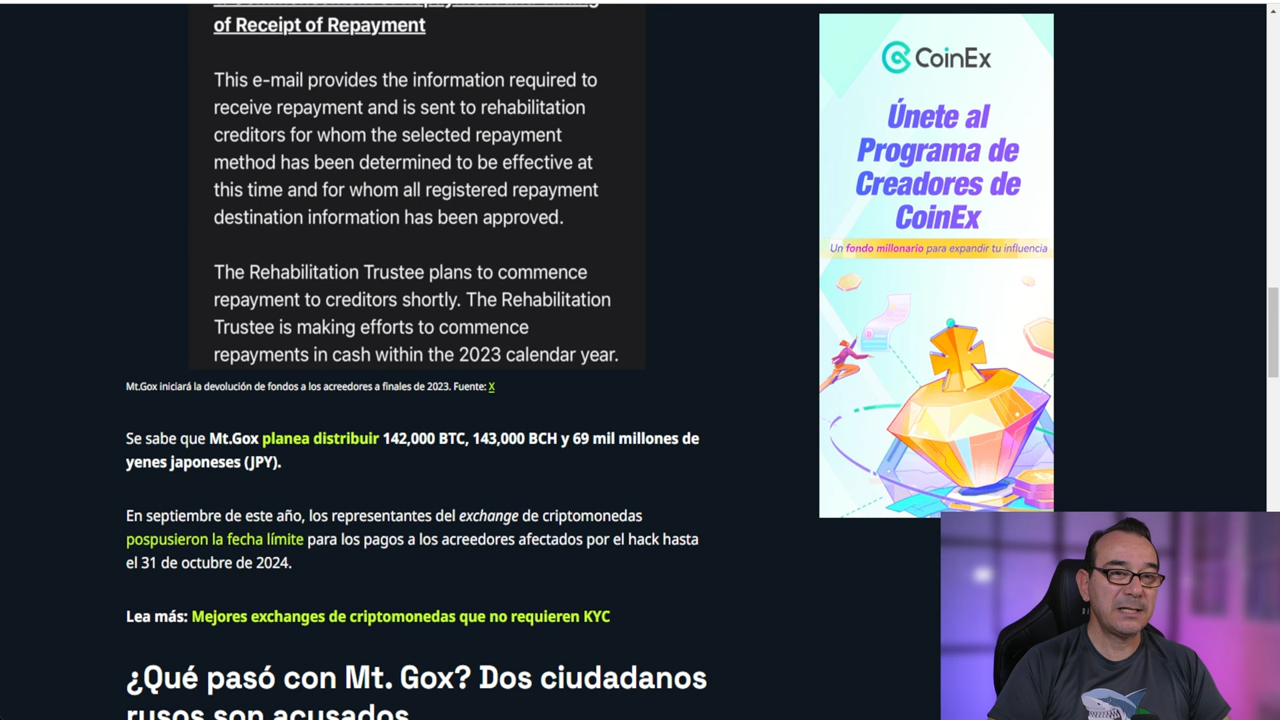 of Receipt of Repayment
This e-mail provides the information required to
receive repayment and is sent to rehabilitation
creditors for whom the selected repayment
method has been determined to be effective at
this time and for whom all registered repayment
destination information has been approved.
The Rehabilitation Trustee plans to commence
repayment to creditors shortly. The Rehabilitation
Trustee is making efforts to commence
repayments in cash within the 2023 calendar year.
Mt.Gox iniciará la devolución de fondos a los acreedores a finales de 2023. Fuente: X
Se sabe que Mt.Gox planea distribuir 142,000 BTC, 143,000 BCH y 69 mil millones de
yenes japoneses (JPY).
En septiembre de este año, los representantes del exchange de criptomonedas
pospusieron la fecha límite para los pagos a los acreedores afectados por el hack hasta
el 31 de octubre de 2024.
Lea más: Mejores exchanges de criptomonedas que no requieren KYC
¿Qué pasó con Mt. Gox? Dos ciudadanos
rusos son acusados
CoinEx
Únete al
Programa de
Creadores de
CoinEx
Un fondo millonario para expandir tu influencia